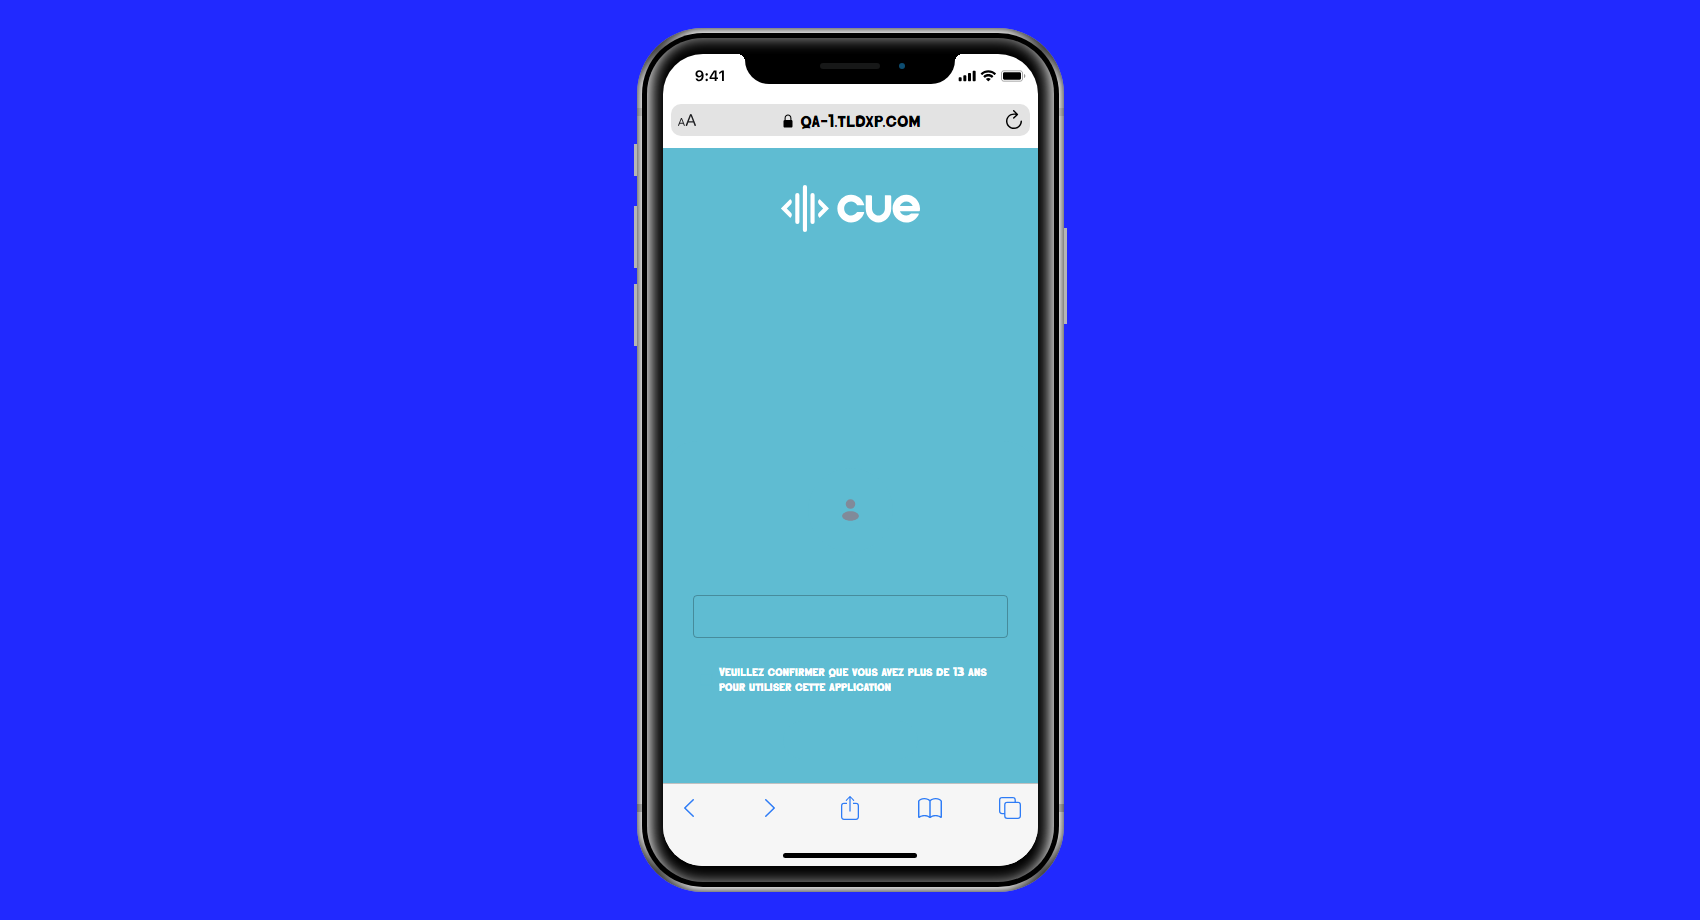 9:41
AA
QA-1.TLDXP.COM
cue
VEUILLEZ CONFIRMER QUE VOUS AVEZ PLUS DE 13 ANS
POUR UTILISER CETTE APPLICATION